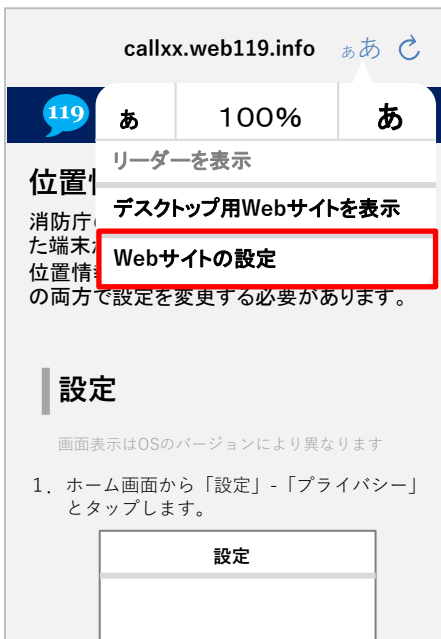 callxx.web119.info ぁあ
119
あ 100% あ
リーダーを表示
位置
デスクトップ用Webサイトを表示
消防庁
た端末
Webサイトの設定
位置情
の両方で設定を変更する必要があります。
設定
画面表示はOSのバージョンにより異なります
1. ホーム画面から「設定」-「プライバシー」
とタップします。
設定